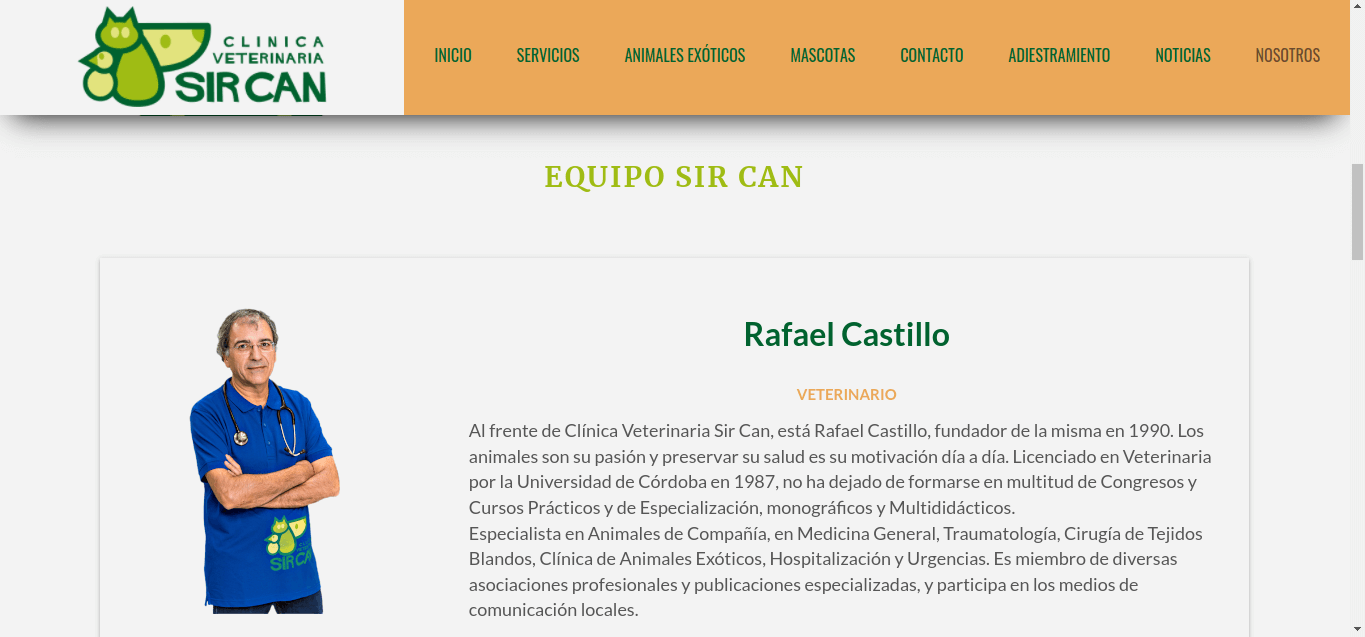 CLINICA
VETERINARIA
SIR CAN
INICIO SERVICIOS ANIMALES EXÓTICOS MASCOTAS CONTACTO ADIESTRAMIENTO NOTICIAS NOSOTROS
EQUIPO SIR CAN
Rafael Castillo
VETERINARIO
Al frente de Clínica Veterinaria Sir Can, está Rafael Castillo, fundador de la misma en 1990. Los
animales son su pasión y preservar su salud es su motivación día a día. Licenciado en Veterinaria
por la Universidad de Córdoba en 1987, no ha dejado de formarse en multitud de Congresos y
Cursos Prácticos y de Especialización, monográficos y Multididácticos.
Especialista en Animales de Compañía, en Medicina General, Traumatología, Cirugía de Tejidos
Blandos, Clínica de Animales Exóticos, Hospitalización y Urgencias. Es miembro de diversas
asociaciones profesionales y publicaciones especializadas, y participa en los medios de
comunicación locales.
SIR CAN